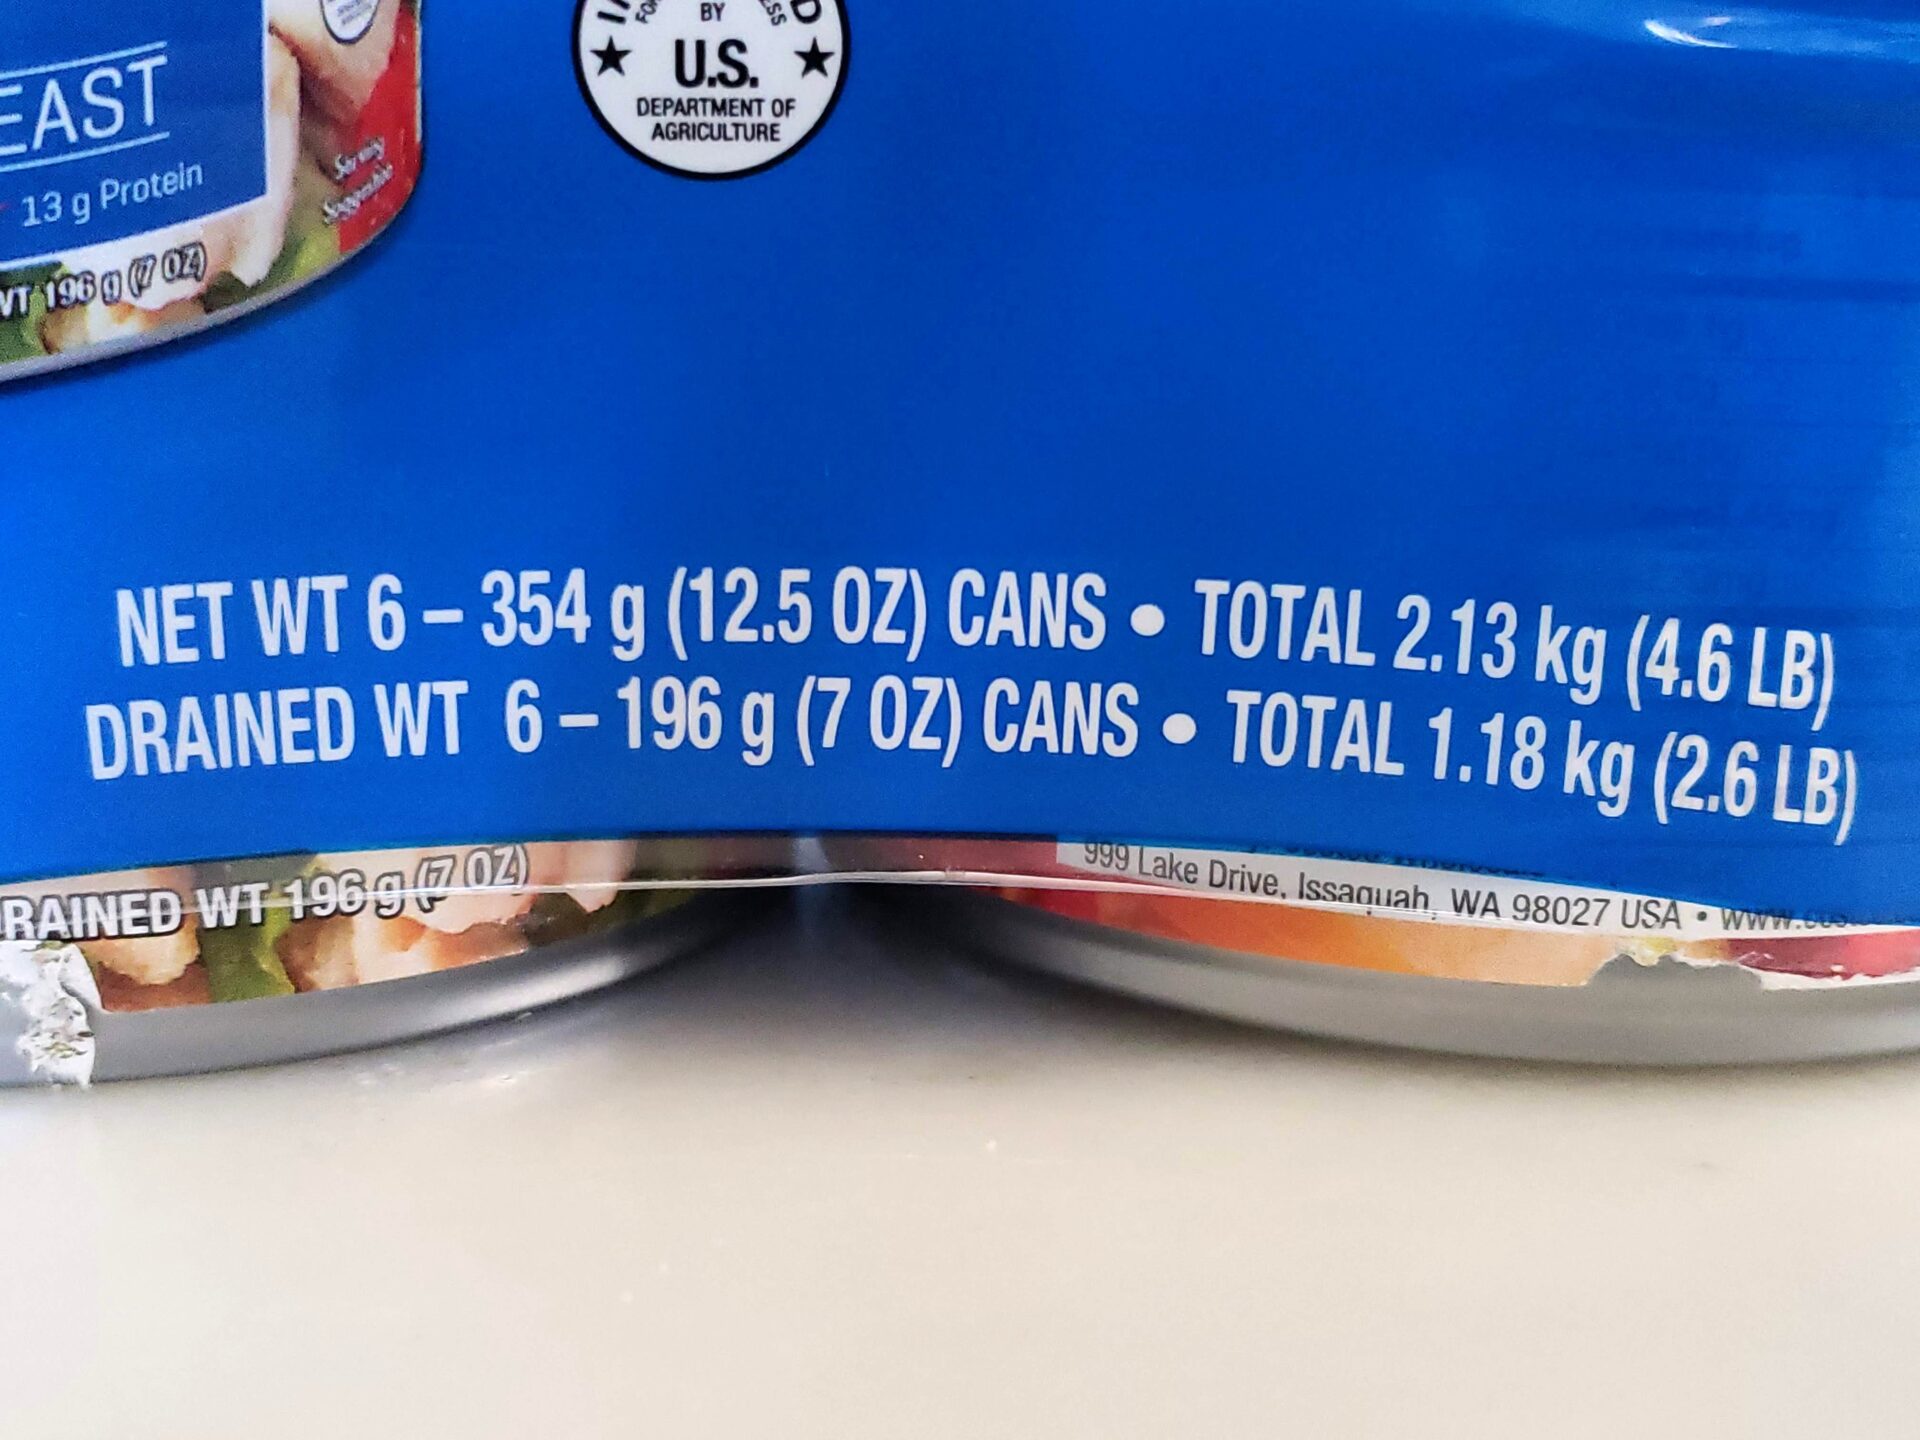 BY
U.S.
DEPARTMENT OF
AGRICULTURE
EAST
13 g Protein
Serving
Suggestion
WT 196 g (7 OZ)
NET WT 6 – 354 g (12.5 OZ) CANS • TOTAL 2.13 kg (4.6 LB)
DRAINED WT 6 – 196 g (7 OZ) CANS • TOTAL 1.18 kg (2.6 LB)
RAINED WT 196 g (7 OZ)
999 Lake Drive, Issaquah, WA 98027 USA • www.